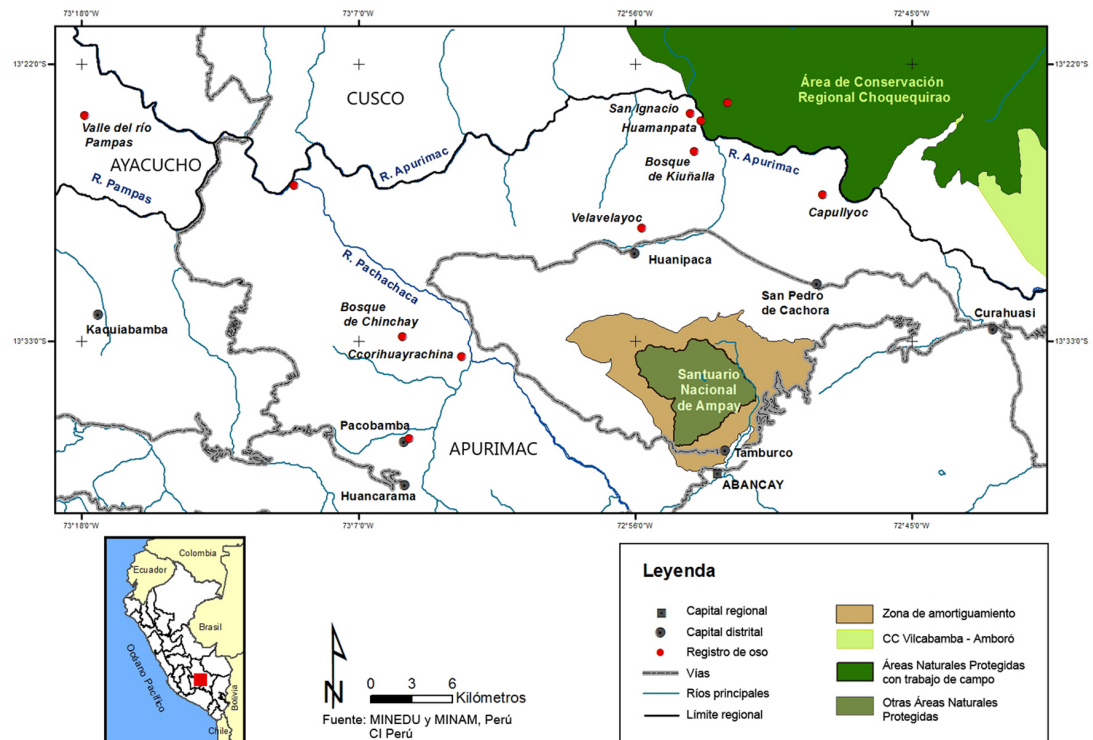 73°18'0"W
73°7'0"W
72°56'0"W
72°45'0"W
13°22'0"S
13°22'0"S
CUSCO
Área de Conservación
Regional Choquequirao
San Ignacio
Huamanpata
Valle del río
Pampas
AYACUCHO
R. Apurimac
Bosque
de Kiuñalla
R. Apurimac
R. Pampas
Capullyoc
Velavelayoc
Huanipaca
R. Pachachaca
San Pedro
de Cachora
Curahuasi
Kaquiabamba
Bosque
de Chinchay
13°33'0"S
13°33'0"S
Ccorihuayrachina
Santuario
Nacional
de Ampay
Pacobamba
APURIMAC
Tamburco
Huancarama
ABANCAY
73°18'0"W
73°7'0"W
72°56'0"W
72°45'0"W
Colombia
Ecuador
Brasil
Océano Pacífico
Bolivia
Chile
N
0 3 6
Kilómetros
Fuente: MINEDU y MINAM, Perú
CI Perú
Leyenda
Capital regional
Capital distrital
Registro de oso
Vías
Ríos principales
Límite regional
Zona de amortiguamiento
CC Vilcabamba - Amboró
Áreas Naturales Protegidas
con trabajo de campo
Otras Áreas Naturales
Protegidas